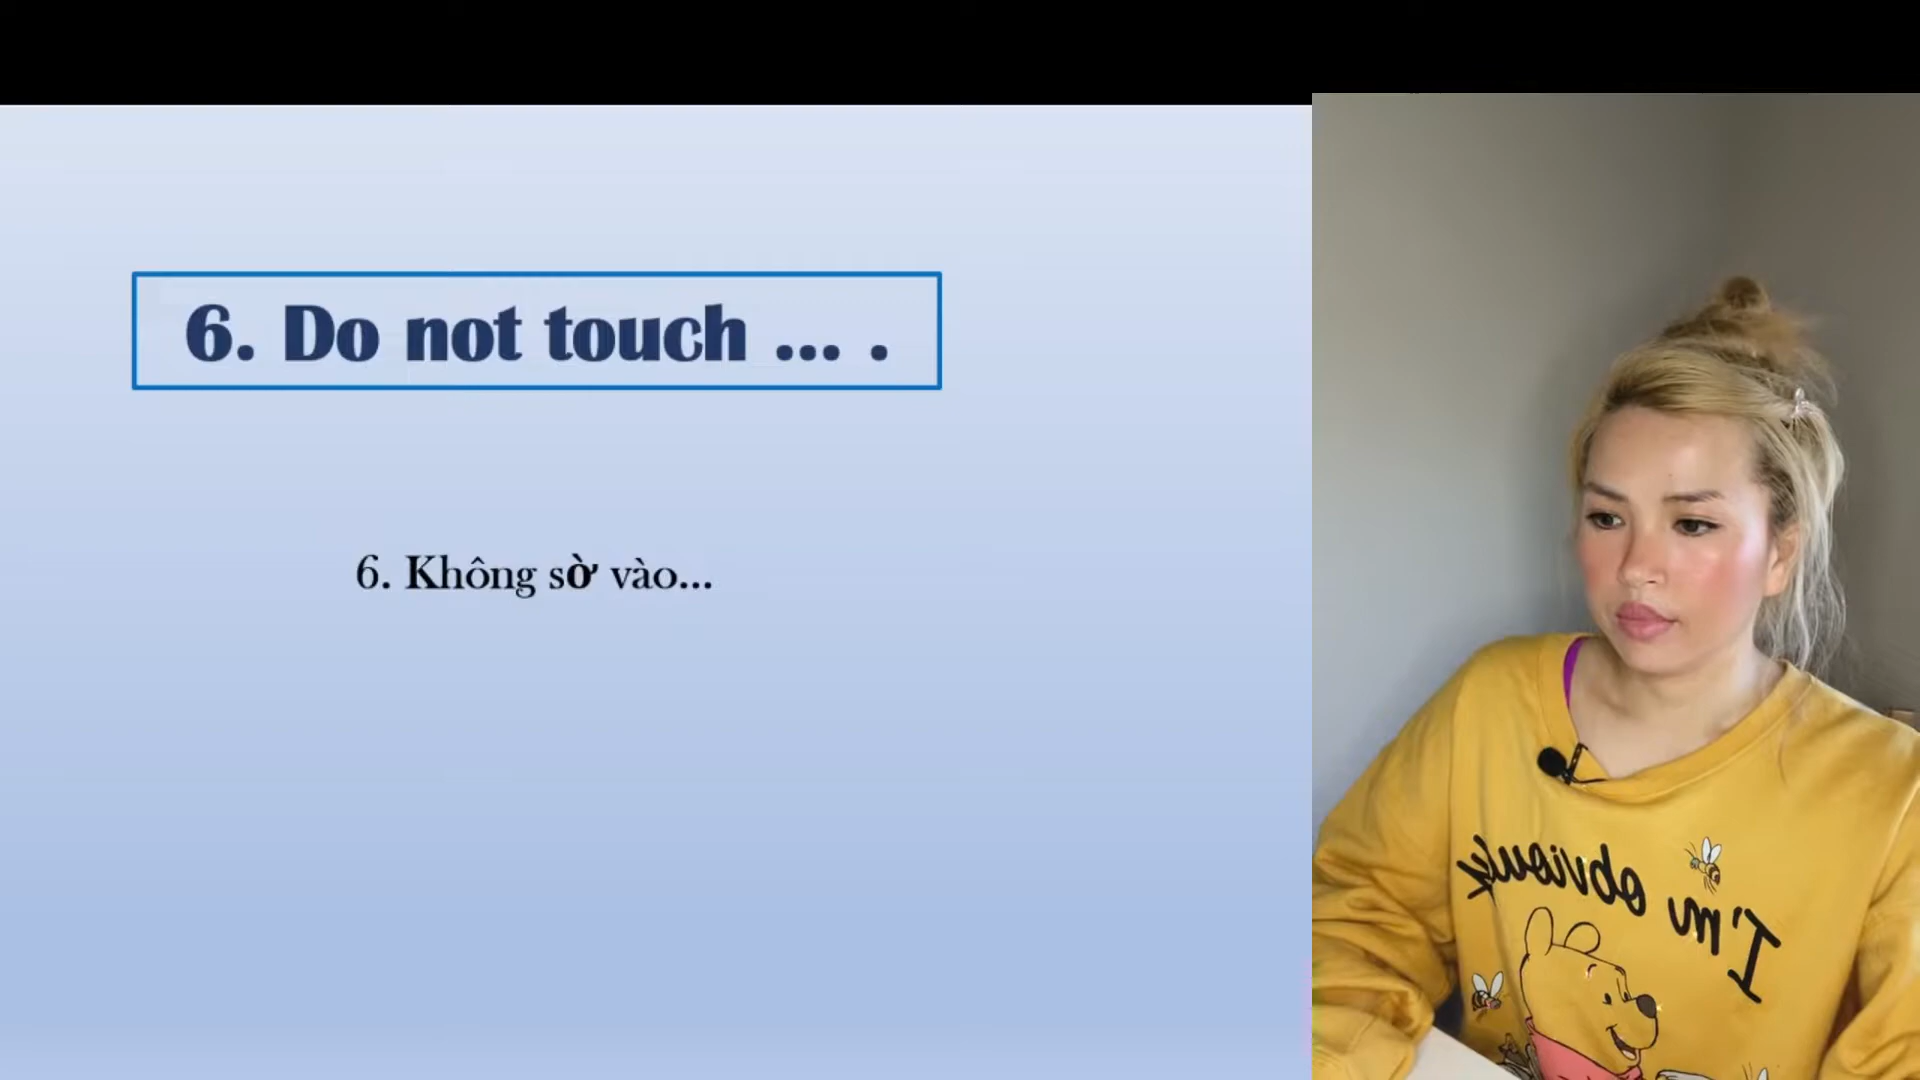 6. Do not touch ... .
6. Không sờ vào...
I'm obviously